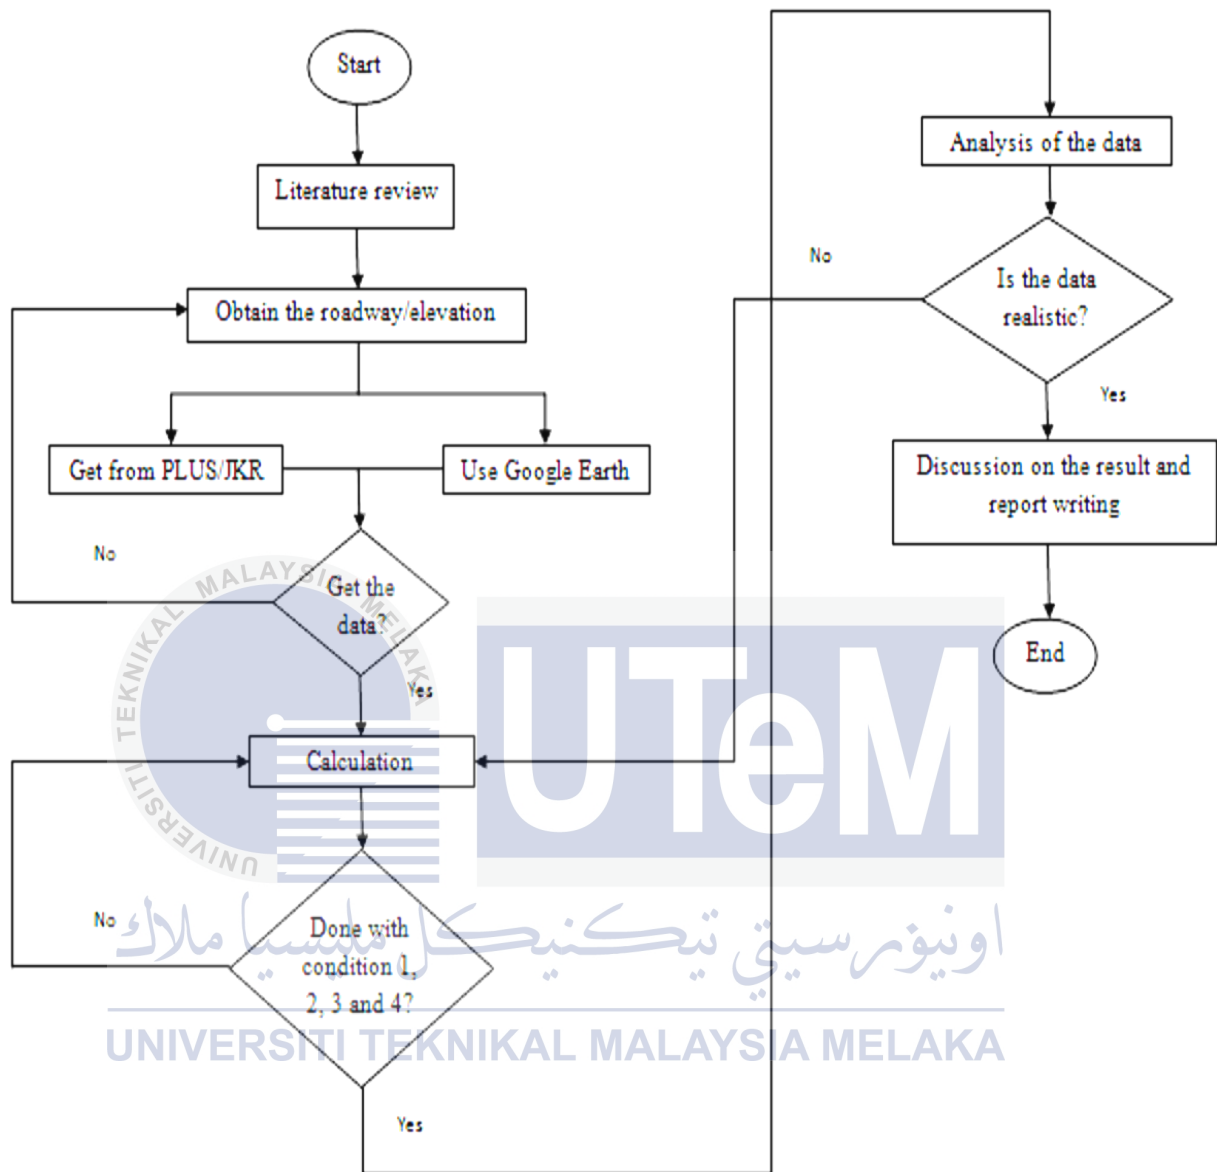 Start
Literature review
Obtain the roadway/elevation
Get from PLUS/JKR
Use Google Earth
No
Get the
data?
Yes
Calculation
No
Done with
condition 1,
2, 3 and 4?
Yes
Analysis of the data
No
Is the data
realistic?
Yes
Discussion on the result and
report writing
End
UNIVERSITI TEKNIKAL MALAYSIA MELAKA
UTeM
اونيۏرسيتي تيكنيكل مليسيا ملاك
UNIVERSITI TEKNIKAL MALAYSIA MELAKA